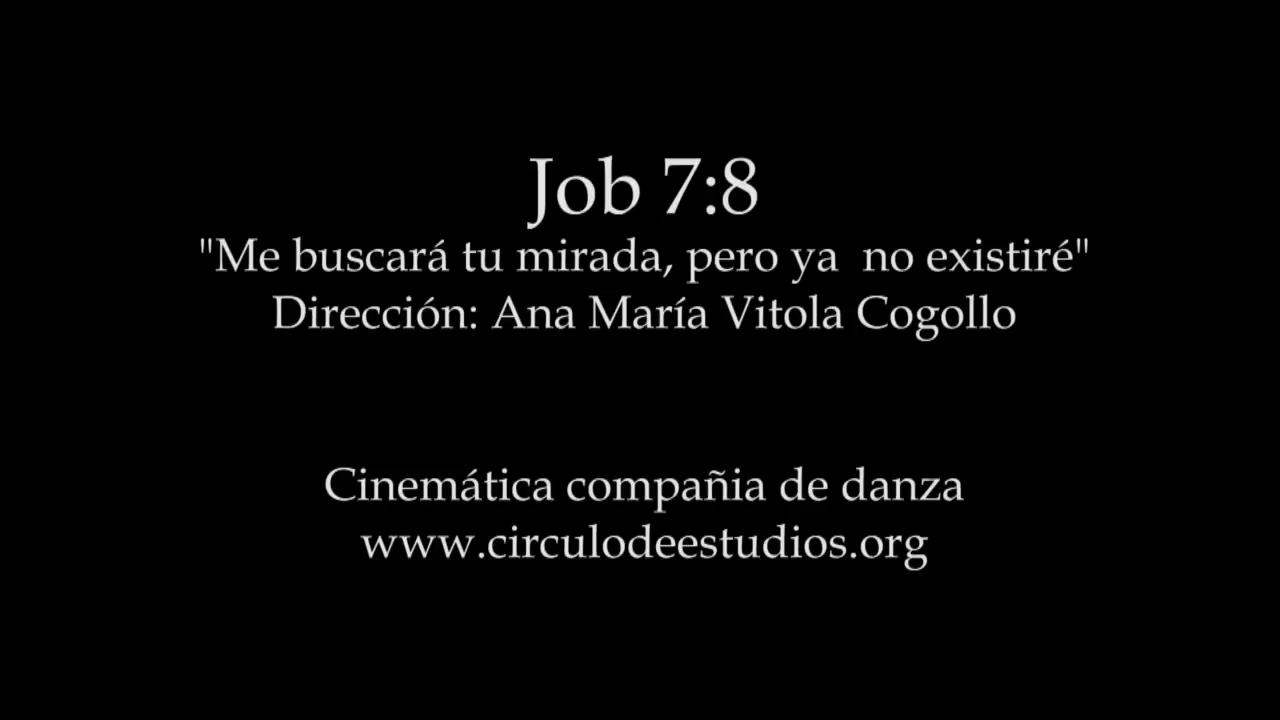 Job 7:8
"Me buscará tu mirada, pero ya  no existiré"
Dirección: Ana María Vitola Cogollo
Cinemática compañia de danza
www.circulodeestudios.org